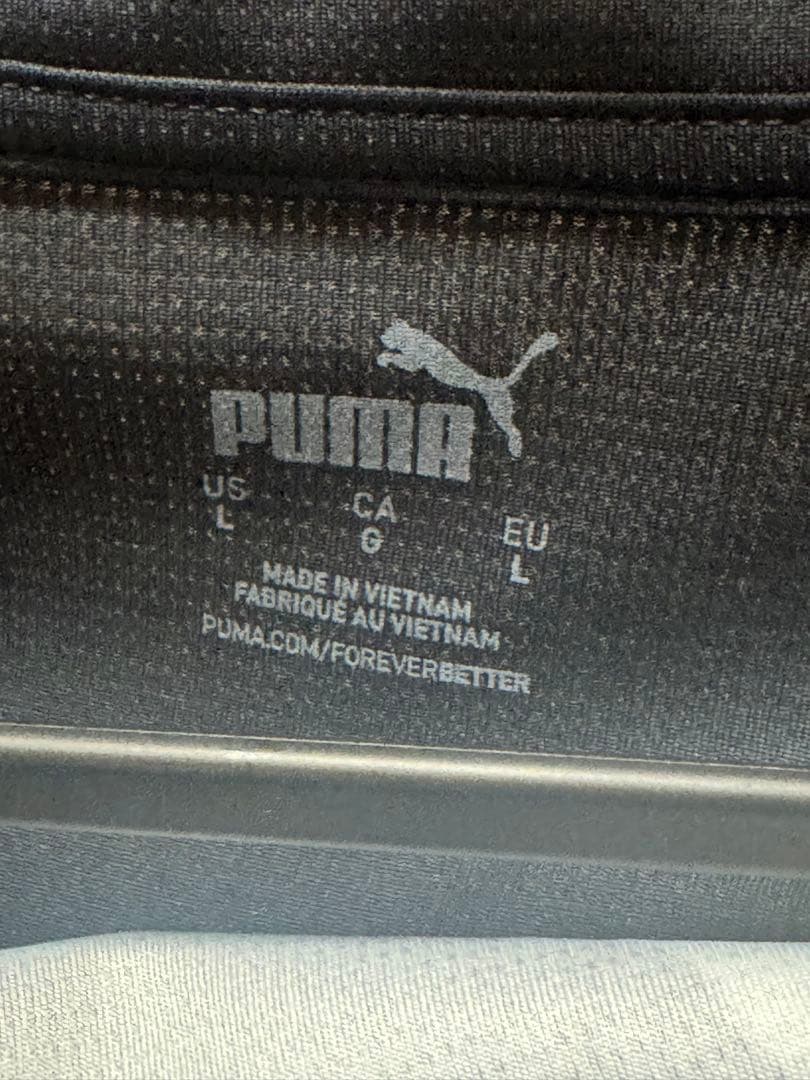 PUMA
US CA EU
L G L
MADE IN VIETNAM
FABRIQUÉ AU VIETNAM
PUMA.COM/FOREVERBETTER